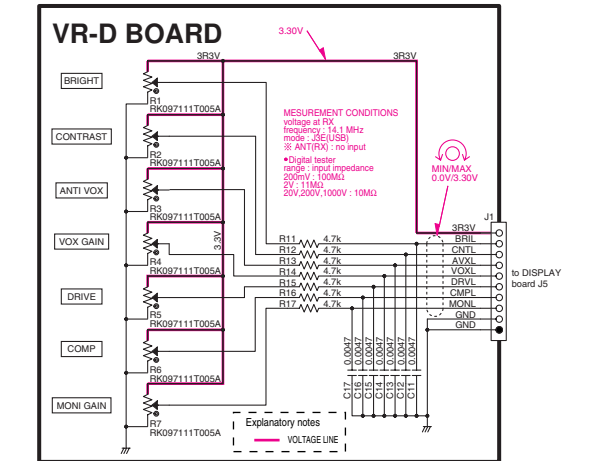 VR-D BOARD
3.30V
3R3V
3R3V
BRIGHT
R1
RK097111T005A
CONTRAST
R2
RK097111T005A
ANTI VOX
R3
RK097111T005A
VOX GAIN
3.3V
R4
RK097111T005A
DRIVE
R5
RK097111T005A
COMP
R6
RK097111T005A
MONI GAIN
R7
RK097111T005A
MESUREMENT CONDITIONS
voltage at RX
frequency : 14.1 MHz
mode : J3E(USB)
※ ANT(RX) : no input
•Digital tester
range : input impedance
200mV : 100MΩ
2V : 11MΩ
20V,200V,1000V : 10MΩ
MIN/MAX
0.0V/3.30V
J1
R11 4.7k
R12 4.7k
R13 4.7k
R14 4.7k
R15 4.7k
R16 4.7k
R17 4.7k
3R3V
BRIL
CNTL
AVXL
VOXL
DRVL
CMPL
MONL
GND
GND
to DISPLAY
board J5
C17 0.0047
C16 0.0047
C15 0.0047
C14 0.0047
C13 0.0047
C12 0.0047
C11 0.0047
Explanatory notes
VOLTAGE LINE